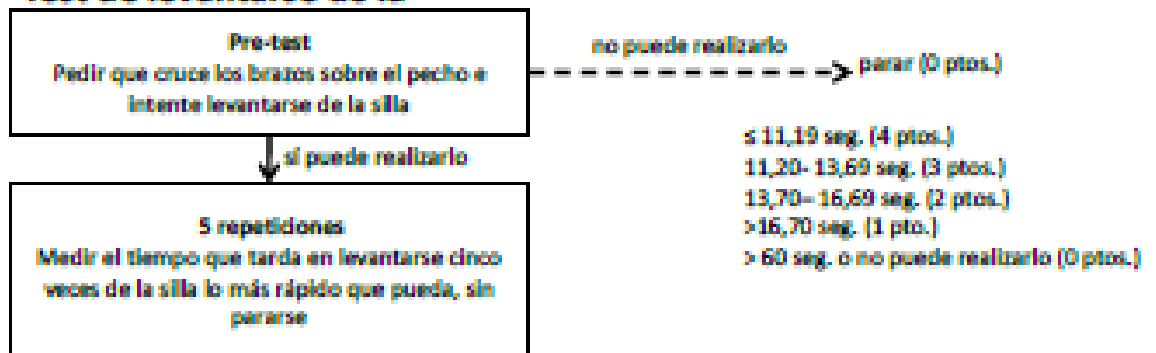 Pre-test
Pedir que cruce los brazos sobre el pecho e
intente levantarse de la silla
no puede realizarlo
parar (0 ptos.)
sí puede realizarlo
5 repeticiones
Medir el tiempo que tarda en levantarse cinco
veces de la silla lo más rápido que pueda, sin
pararse
≤ 11,19 seg. (4 ptos.)
11,20- 13,69 seg. (3 ptos.)
13,70– 16,69 seg. (2 ptos.)
>16,70 seg. (1 pto.)
> 60 seg. o no puede realizarlo (0 ptos.)